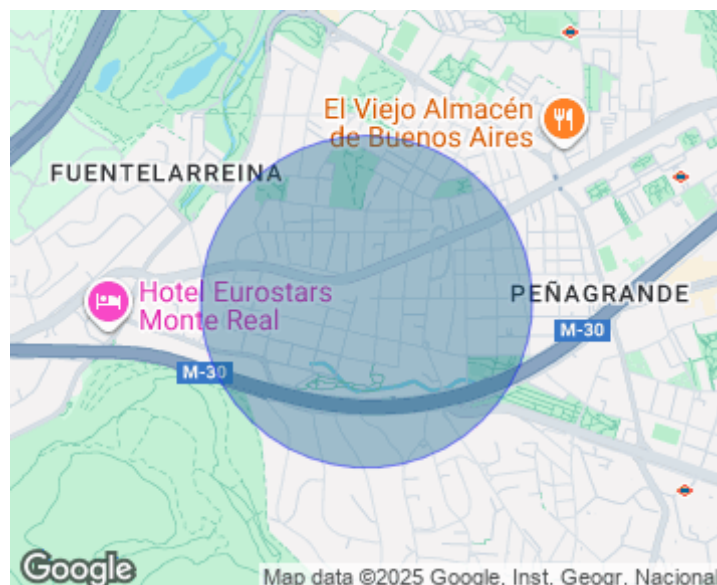 El Viejo Almacén
de Buenos Aires
FUENTELARREINA
Hotel Eurostars
Monte Real
PEÑAGRANDE
M-30
M-30
Google
Map data ©2025 Google, Inst. Geogr. Nacional